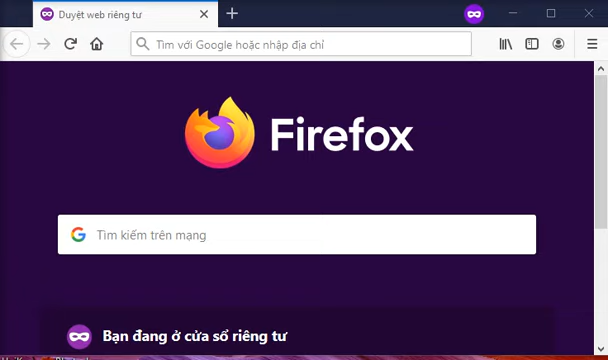 Duyệt web riêng tư
Tìm với Google hoặc nhập địa chỉ
Firefox
Tìm kiếm trên mạng
Bạn đang ở cửa sổ riêng tư